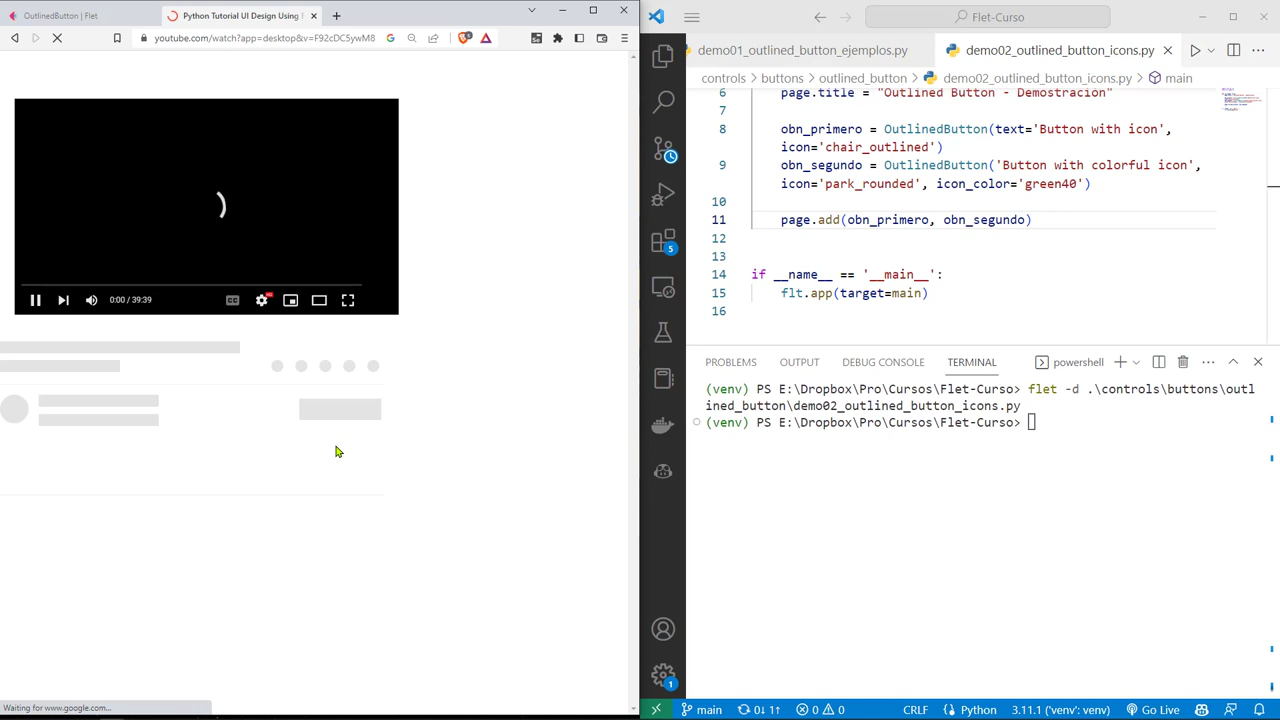 OutlinedButton | Flet
Python Tutorial UI Design Using F
youtube.com/watch?app=desktop&v=F92cDC5ywM8
0:00 / 39:39
Waiting for www.google.com...
Flet-Curso
demo01_outlined_button_ejemplos.py
demo02_outlined_button_icons.py
controls
buttons
outlined_button
demo02_outlined_button_icons.py
main
6 page.title = "Outlined Button - Demostracion"
7
8 obn_primero = OutlinedButton(text='Button with icon',
icon='chair_outlined')
9 obn_segundo = OutlinedButton('Button with colorful icon',
icon='park_rounded', icon_color='green40')
10
11 page.add(obn_primero, obn_segundo)
12
13
14 if __name__ == '__main__':
15 flt.app(target=main)
16
5
PROBLEMS
OUTPUT
DEBUG CONSOLE
TERMINAL
powershell
(venv) PS E:\Dropbox\Pro\Cursos\Flet-Curso> flet -d .\controls\buttons\outl
ined_button\demo02_outlined_button_icons.py
(venv) PS E:\Dropbox\Pro\Cursos\Flet-Curso>
1
main
0↓ 1↑
0
0
CRLF
Python
3.11.1 ('venv': venv)
Go Live